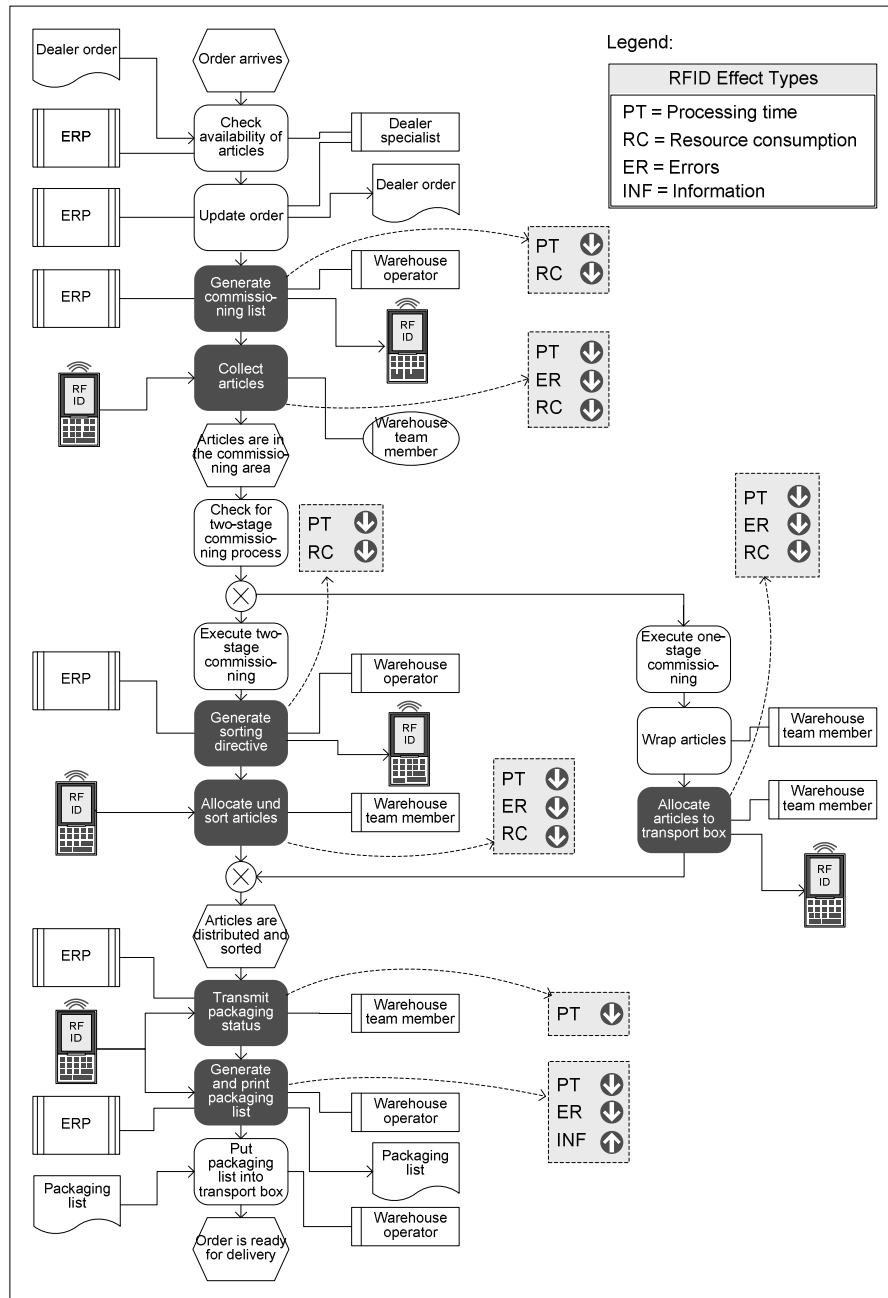 Legend:
RFID Effect Types
PT = Processing time
RC = Resource consumption
ER = Errors
INF = Information
Dealer order
Order arrives
ERP
Check
availability of
articles
Dealer
specialist
ERP
Update order
Dealer order
ERP
Generate
commissio-
ning list
Warehouse
operator
RF
ID
PT
RC
RF
ID
Collect
articles
Warehouse
team
member
PT
ER
RC
Articles are in
the commissio-
ning area
Check for
two-stage
commissioning
process
PT
RC
PT
ER
RC
Execute two-
stage
commissio-
ning
Execute one-
stage
commissio-
ning
ERP
Generate
sorting
directive
Warehouse
operator
RF
ID
Wrap articles
Warehouse
team member
RF
ID
Allocate und
sort articles
Warehouse
team member
PT
ER
RC
Allocate
articles to
transport box
Warehouse
team member
RF
ID
Articles are
distributed and
sorted
ERP
Transmit
packaging
status
Warehouse
team member
PT
RF
ID
Generate
and print
packaging
list
Warehouse
operator
PT
ER
INF
ERP
Packaging
list
Put
packaging
list into
transport box
Packaging
list
Warehouse
operator
Order is ready
for delivery